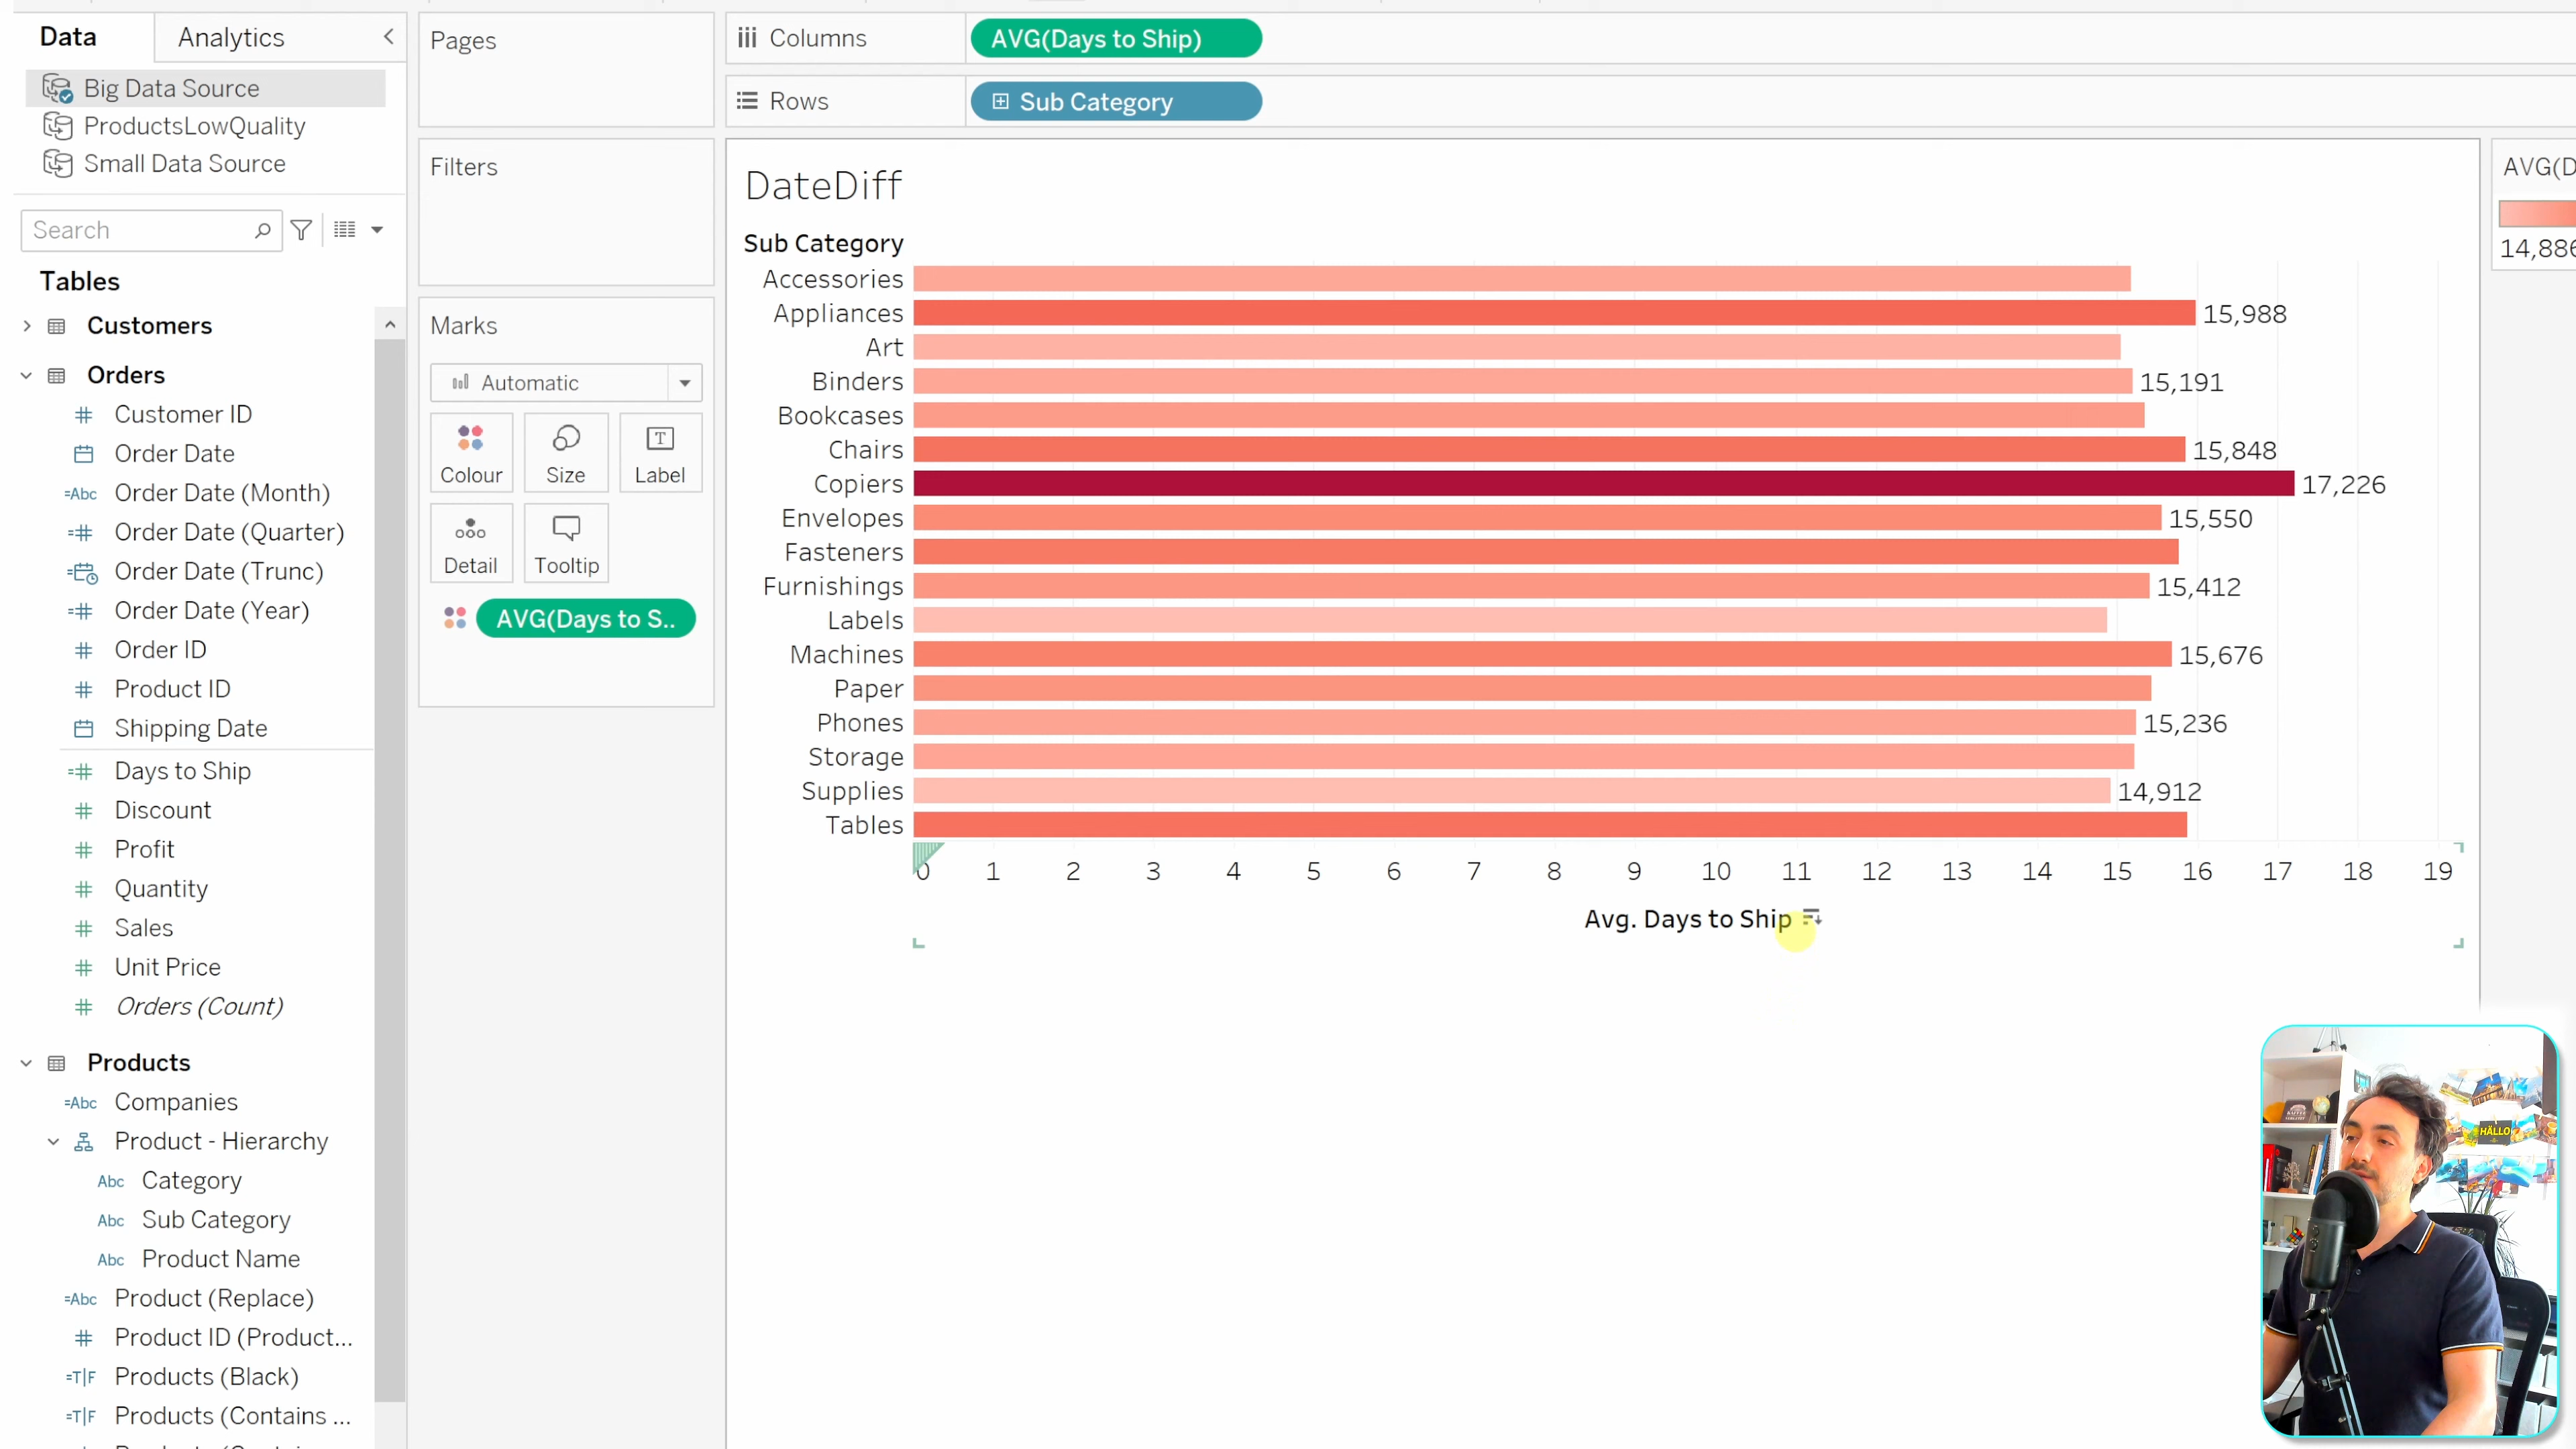 Data
Analytics
Big Data Source
ProductsLowQuality
Small Data Source
Search
Tables
Customers
Orders
Customer ID
Order Date
=Abc Order Date (Month)
Order Date (Quarter)
Order Date (Trunc)
Order Date (Year)
Order ID
Product ID
Shipping Date
Days to Ship
Discount
Profit
Quantity
Sales
Unit Price
Orders (Count)
Products
=Abc Companies
Product - Hierarchy
Abc Category
Abc Sub Category
Abc Product Name
=Abc Product (Replace)
Product ID (Product...
=T|F Products (Black)
=T|F Products (Contains ...
Pages
Filters
Marks
Automatic
Colour
Size
Label
Detail
Tooltip
AVG(Days to S..
Columns
AVG(Days to Ship)
Rows
Sub Category
DateDiff
Sub Category
Accessories
Appliances 15,988
Art
Binders 15,191
Bookcases
Chairs 15,848
Copiers 17,226
Envelopes 15,550
Fasteners
Furnishings 15,412
Labels
Machines 15,676
Paper
Phones 15,236
Storage
Supplies 14,912
Tables
0 1 2 3 4 5 6 7 8 9 10 11 12 13 14 15 16 17 18 19
Avg. Days to Ship
AVG(D
14,886
HÄLLO